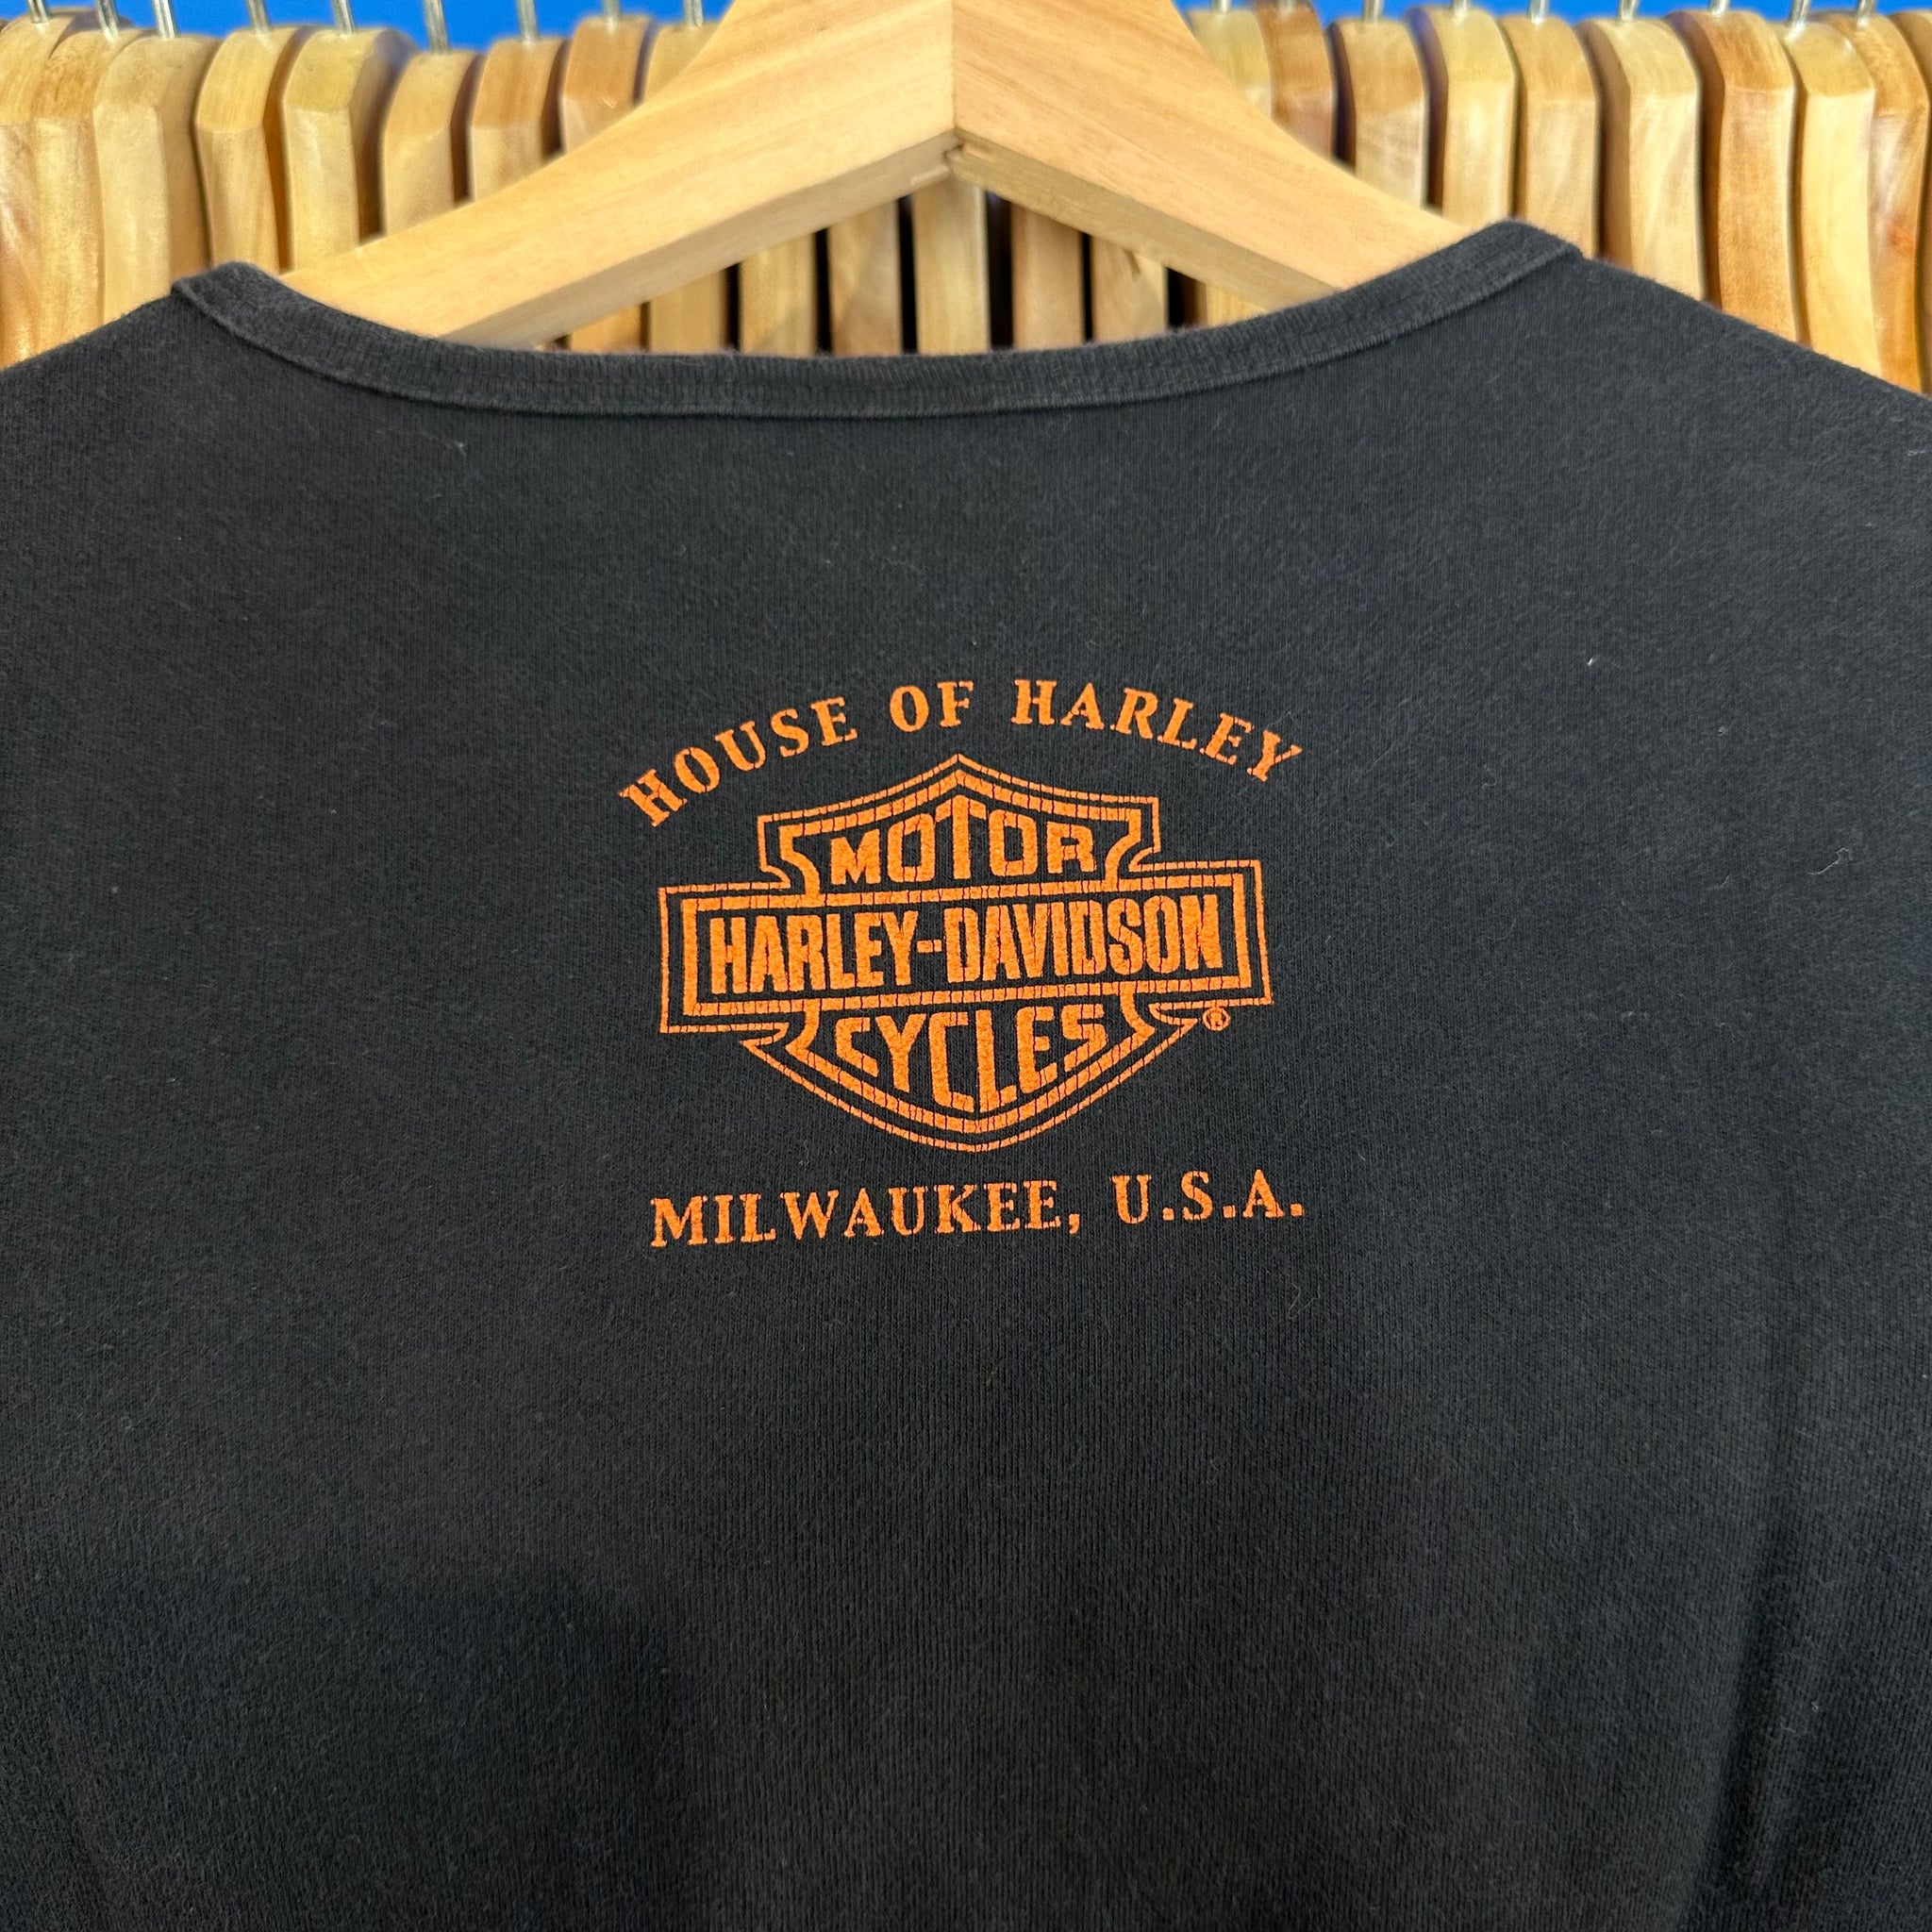 HOUSE OF HARLEY
MOTOR
HARLEY-DAVIDSON
CYCLES
®
MILWAUKEE, U.S.A.